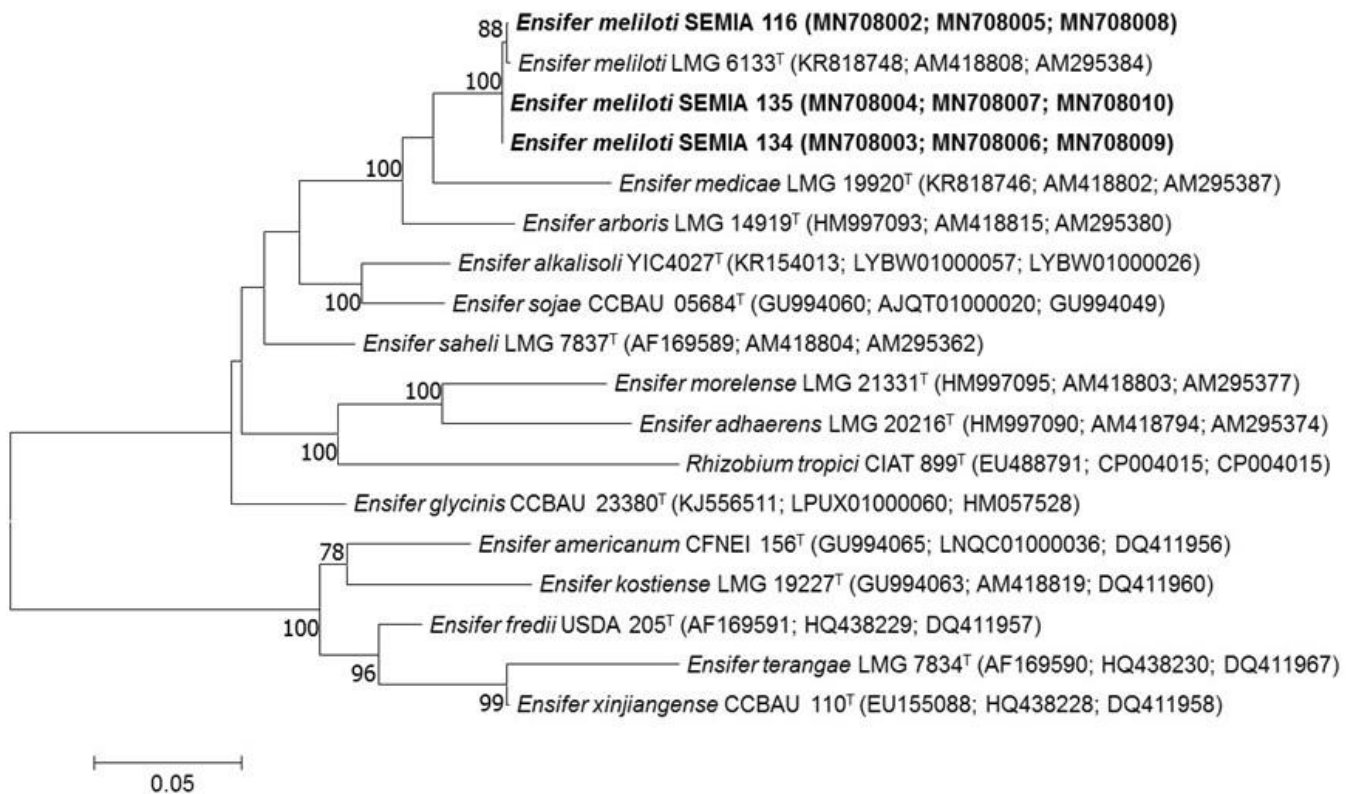 88
Ensifer meliloti SEMIA 116 (MN708002; MN708005; MN708008)
Ensifer meliloti LMG 6133ᵀ (KR818748; AM418808; AM295384)
100
Ensifer meliloti SEMIA 135 (MN708004; MN708007; MN708010)
Ensifer meliloti SEMIA 134 (MN708003; MN708006; MN708009)
100
Ensifer medicae LMG 19920ᵀ (KR818746; AM418802; AM295387)
Ensifer arboris LMG 14919ᵀ (HM997093; AM418815; AM295380)
Ensifer alkalisoli YIC4027ᵀ (KR154013; LYBW01000057; LYBW01000026)
100
Ensifer sojae CCBAU 05684ᵀ (GU994060; AJQT01000020; GU994049)
Ensifer saheli LMG 7837ᵀ (AF169589; AM418804; AM295362)
100
Ensifer morelense LMG 21331ᵀ (HM997095; AM418803; AM295377)
Ensifer adhaerens LMG 20216ᵀ (HM997090; AM418794; AM295374)
100
Rhizobium tropici CIAT 899ᵀ (EU488791; CP004015; CP004015)
Ensifer glycinis CCBAU 23380ᵀ (KJ556511; LPUX01000060; HM057528)
78
Ensifer americanum CFNEI 156ᵀ (GU994065; LNQC01000036; DQ411956)
Ensifer kostiense LMG 19227ᵀ (GU994063; AM418819; DQ411960)
100
Ensifer fredii USDA 205ᵀ (AF169591; HQ438229; DQ411957)
96
Ensifer terangae LMG 7834ᵀ (AF169590; HQ438230; DQ411967)
99
Ensifer xinjiangense CCBAU 110ᵀ (EU155088; HQ438228; DQ411958)
0.05